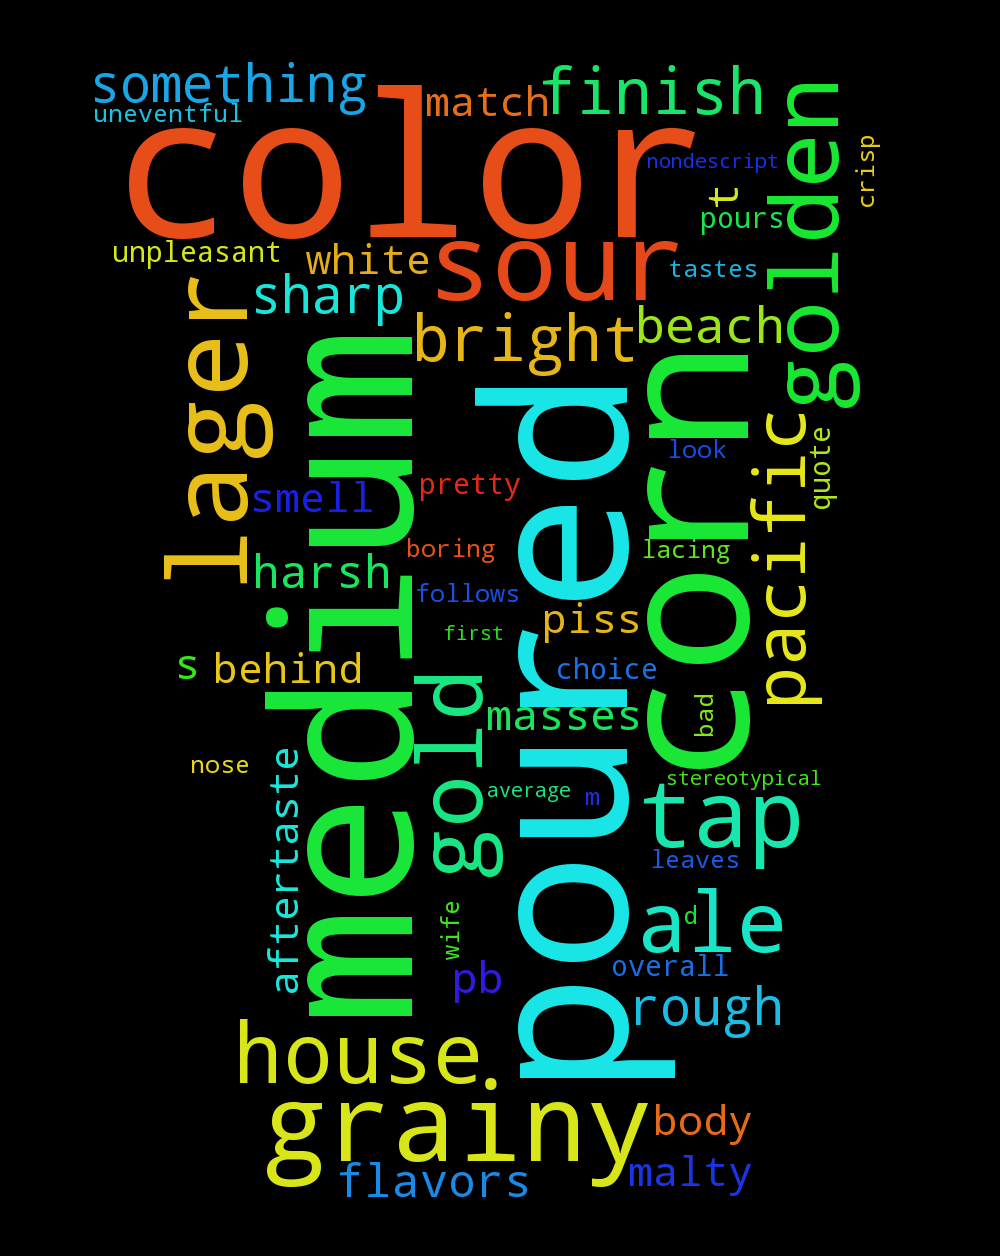 something
finish
match
uneventful
color
golden
crisp
nondescript
t
pours
unpleasant
white
sour
tastes
sharp
lager
bright
beach
medium
poured
corn
pacific
quote
look
smell
pretty
boring
lacing
harsh
follows
piss
first
s
behind
choice
gold
masses
bad
nose
aftertaste
average
m
stereotypical
tap
leaves
wife
ale
d
pb
overall
rough
house
grainy
body
flavors
malty